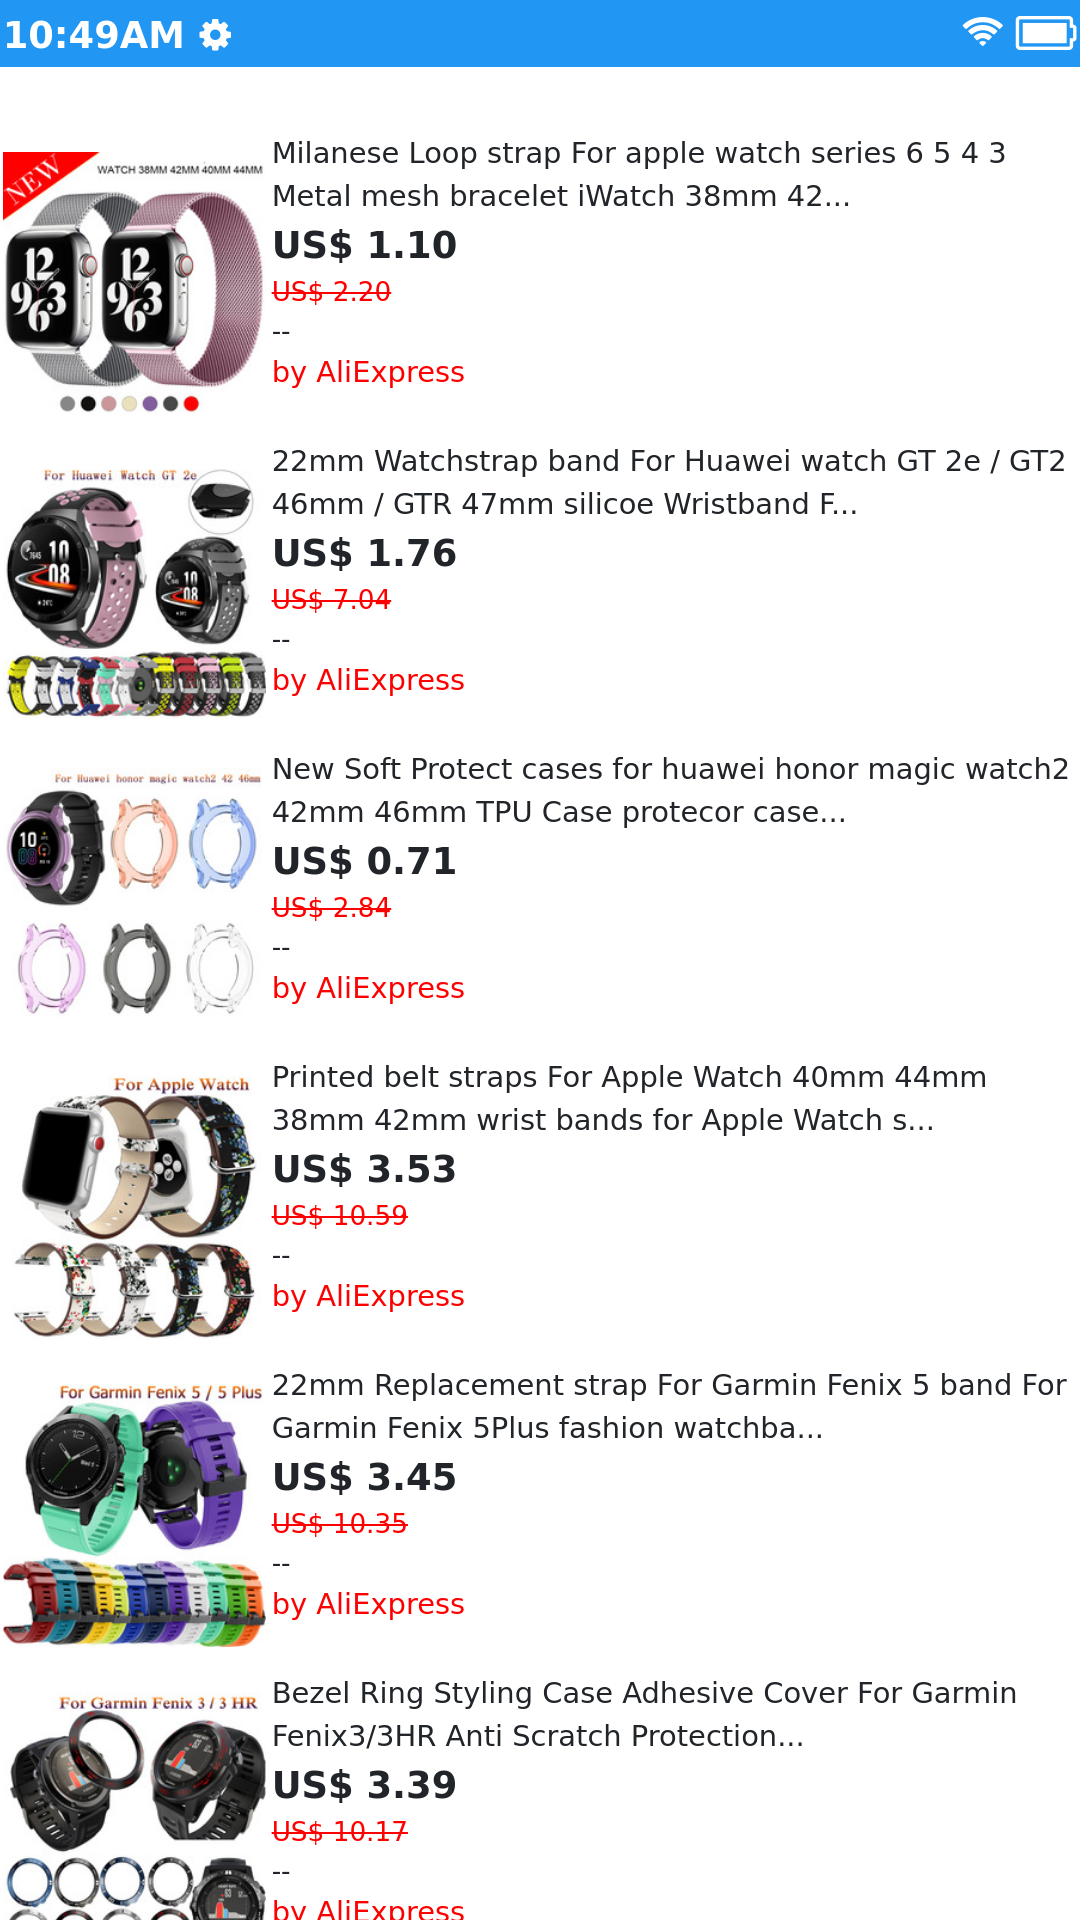 10:49AM
NEW
WATCH 38MM 42MM 40MM 44MM
Milanese Loop strap For apple watch series 6 5 4 3
Metal mesh bracelet iWatch 38mm 42...
US$ 1.10
US$ 2.20
--
by AliExpress
For Huawei Watch GT 2e
22mm Watchstrap band For Huawei watch GT 2e / GT2
46mm / GTR 47mm silicoe Wristband F...
US$ 1.76
US$ 7.04
--
by AliExpress
For Huawei honor magic watch2 42 46mm
New Soft Protect cases for huawei honor magic watch2
42mm 46mm TPU Case protecor case...
US$ 0.71
US$ 2.84
--
by AliExpress
For Apple Watch
Printed belt straps For Apple Watch 40mm 44mm
38mm 42mm wrist bands for Apple Watch s...
US$ 3.53
US$ 10.59
--
by AliExpress
For Garmin Fenix 5 / 5 Plus
22mm Replacement strap For Garmin Fenix 5 band For
Garmin Fenix 5Plus fashion watchba...
US$ 3.45
US$ 10.35
--
by AliExpress
For Garmin Fenix 3 / 3 HR
Bezel Ring Styling Case Adhesive Cover For Garmin
Fenix3/3HR Anti Scratch Protection...
US$ 3.39
US$ 10.17
--
by AliExpress